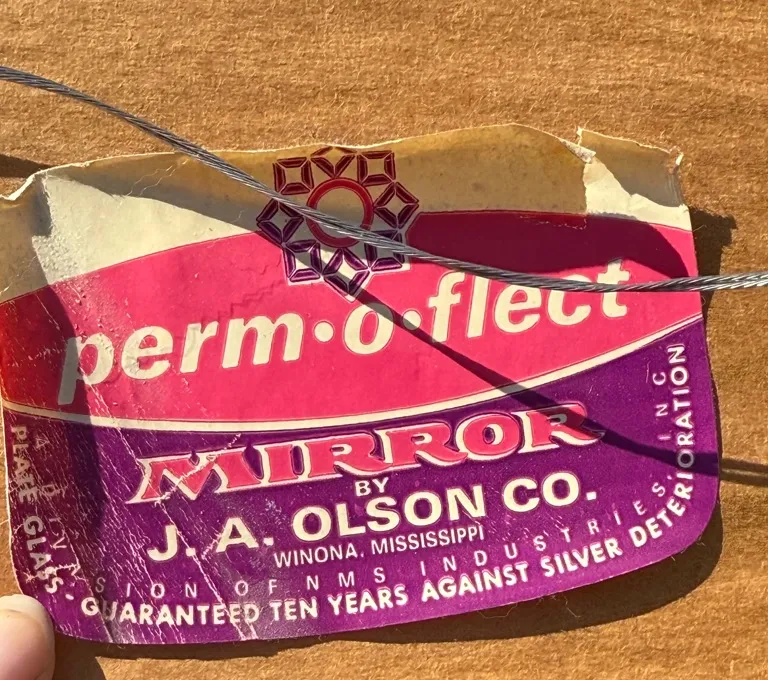 perm·o·flect
MIRROR
BY
J. A. OLSON CO.
WINONA, MISSISSIPPI
A DIVISION OF NMS INDUSTRIES, INC
PLATE GLASS · GUARANTEED TEN YEARS AGAINST SILVER DETERIORATION